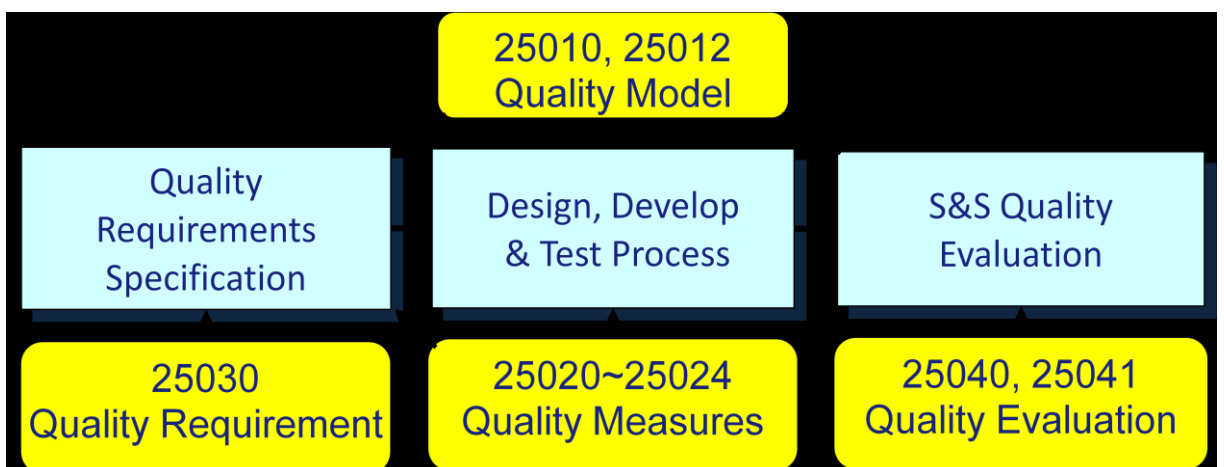 25010, 25012
Quality Model
Quality
Requirements
Specification
Design, Develop
& Test Process
S&S Quality
Evaluation
25030
Quality Requirement
25020~25024
Quality Measures
25040, 25041
Quality Evaluation